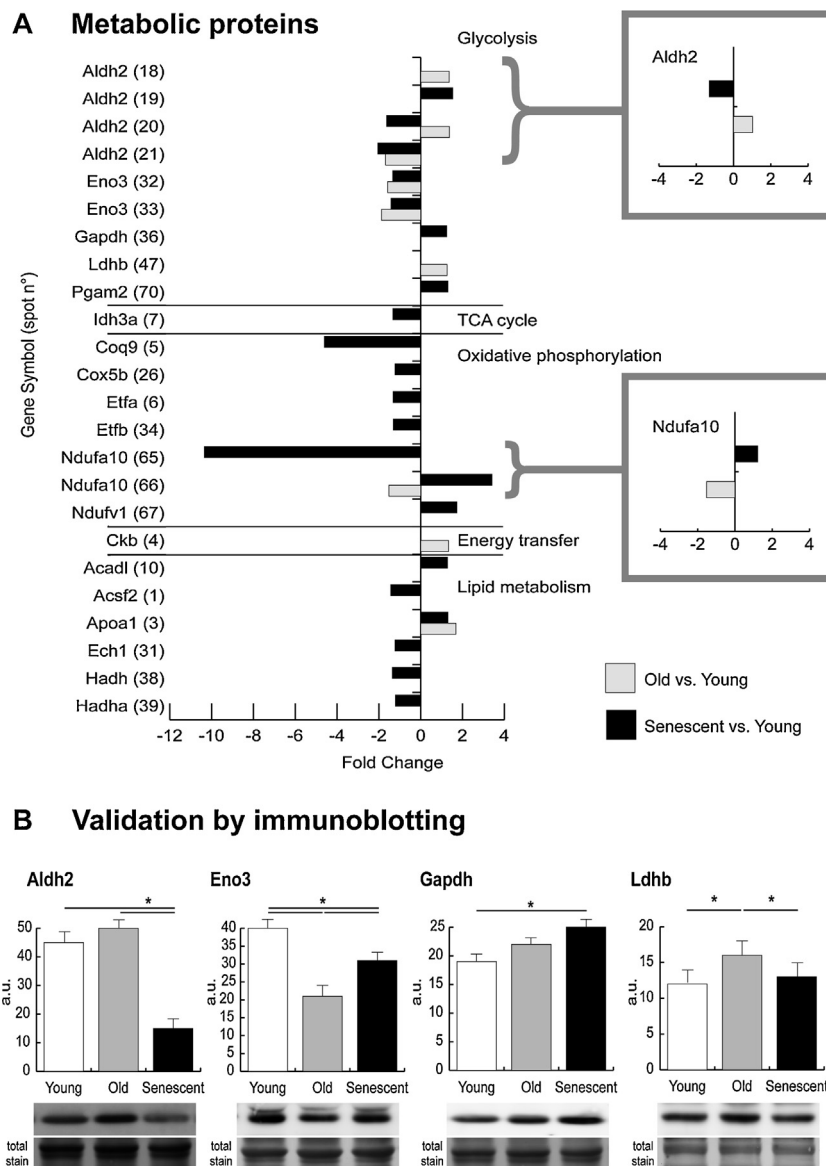 A Metabolic proteins
Gene Symbol (spot n°)
Aldh2 (18)
Aldh2 (19)
Aldh2 (20)
Aldh2 (21)
Eno3 (32)
Eno3 (33)
Gapdh (36)
Ldhb (47)
Pgam2 (70)
Idh3a (7)
Coq9 (5)
Cox5b (26)
Etfa (6)
Etfb (34)
Ndufa10 (65)
Ndufa10 (66)
Ndufv1 (67)
Ckb (4)
Acadl (10)
Acsf2 (1)
Apoa1 (3)
Ech1 (31)
Hadh (38)
Hadha (39)
-12 -10 -8 -6 -4 -2 0 2 4
Fold Change
Glycolysis
TCA cycle
Oxidative phosphorylation
Energy transfer
Lipid metabolism
Aldh2
-4 -2 0 2 4
Ndufa10
-4 -2 0 2 4
Old vs. Young
Senescent vs. Young
B Validation by immunoblotting
Aldh2
*
50
40
30
20
10
0
a.u.
Young Old Senescent
total
stain
Eno3
*
40
35
30
25
20
15
10
5
0
a.u.
Young Old Senescent
total
stain
Gapdh
*
25
20
15
10
5
0
a.u.
Young Old Senescent
total
stain
Ldhb
* *
20
15
10
5
0
a.u.
Young Old Senescent
total
stain